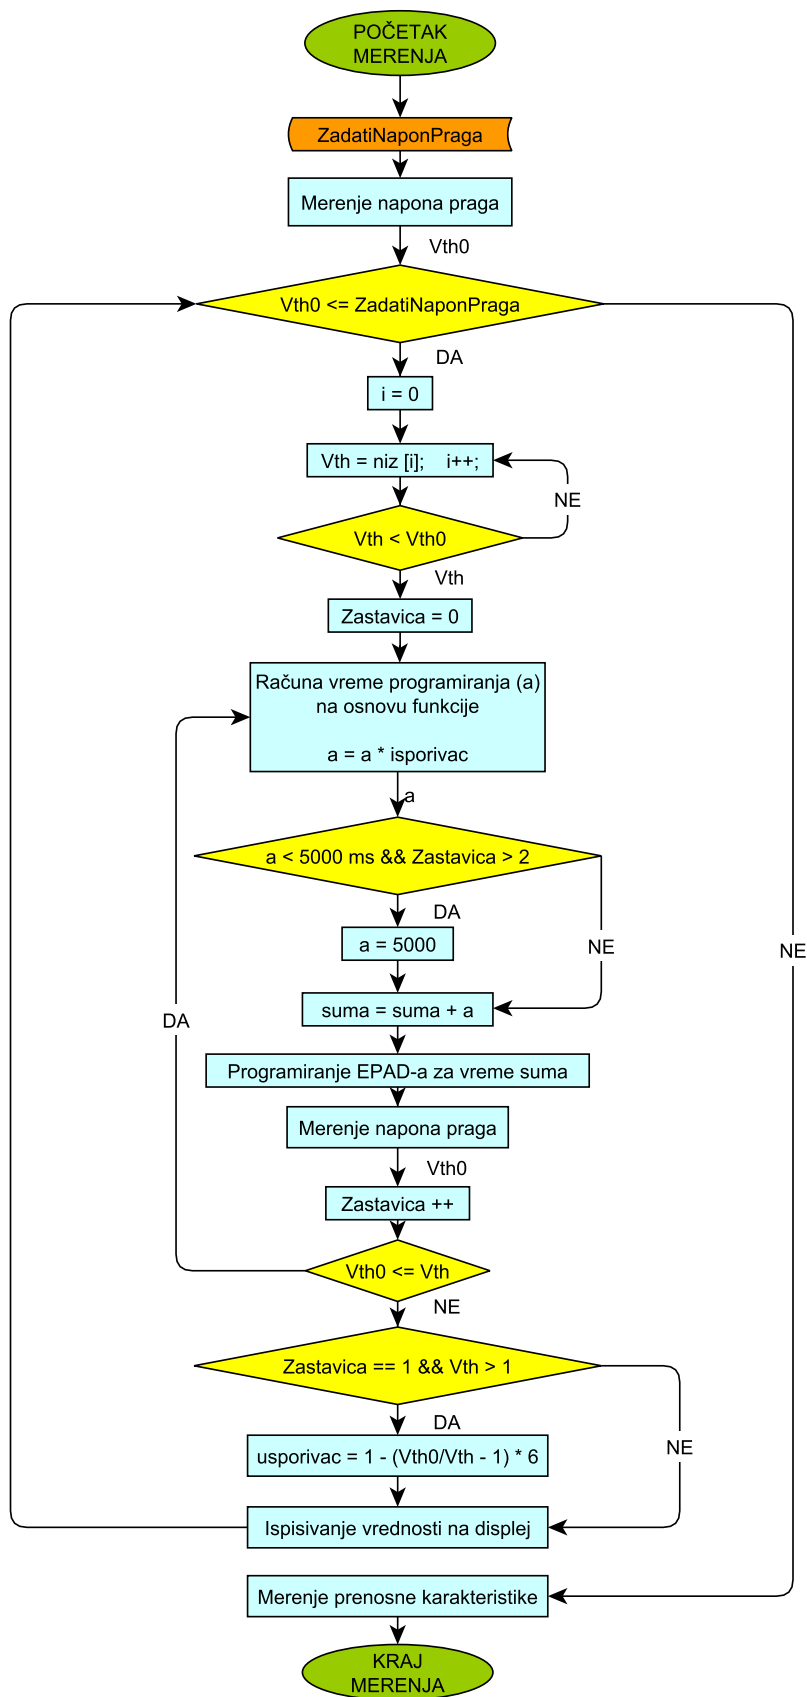 POČETAK
MERENJA
ZadatiNaponPraga
Merenje napona praga
Vth0
Vth0 <= ZadatiNaponPraga
DA
i = 0
Vth = niz [i];    i++;
NE
Vth < Vth0
Vth
Zastavica = 0
Računa vreme programiranja (a)
na osnovu funkcije
a = a * isporivac
a
a < 5000 ms && Zastavica > 2
DA
a = 5000
NE
NE
suma = suma + a
DA
Programiranje EPAD-a za vreme suma
Merenje napona praga
Vth0
Zastavica ++
Vth0 <= Vth
NE
Zastavica == 1 && Vth > 1
DA
NE
usporivac = 1 - (Vth0/Vth - 1) * 6
Ispisivanje vrednosti na displej
Merenje prenosne karakteristike
KRAJ
MERENJA